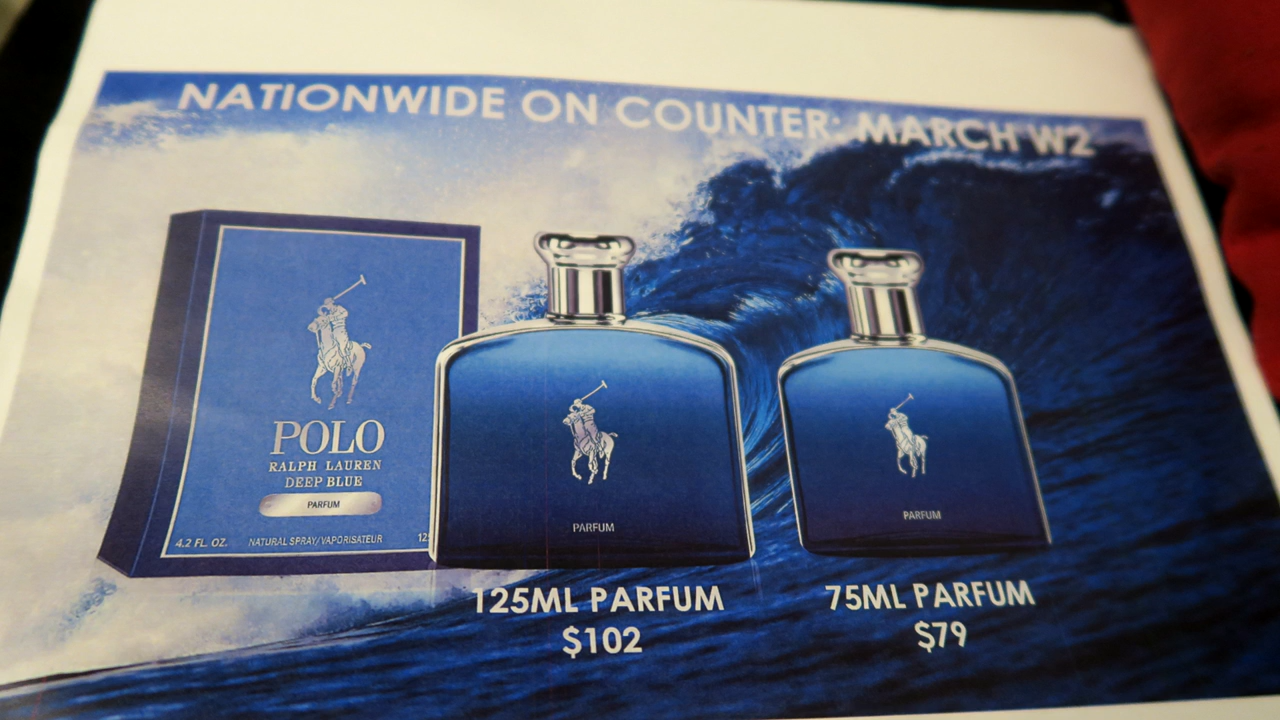 NATIONWIDE ON COUNTER: MARCH W2
POLO
RALPH LAUREN
DEEP BLUE
PARFUM
4.2 FL. OZ. NATURAL SPRAY/VAPORISATEUR
PARFUM
PARFUM
125ML PARFUM
$102
75ML PARFUM
$79